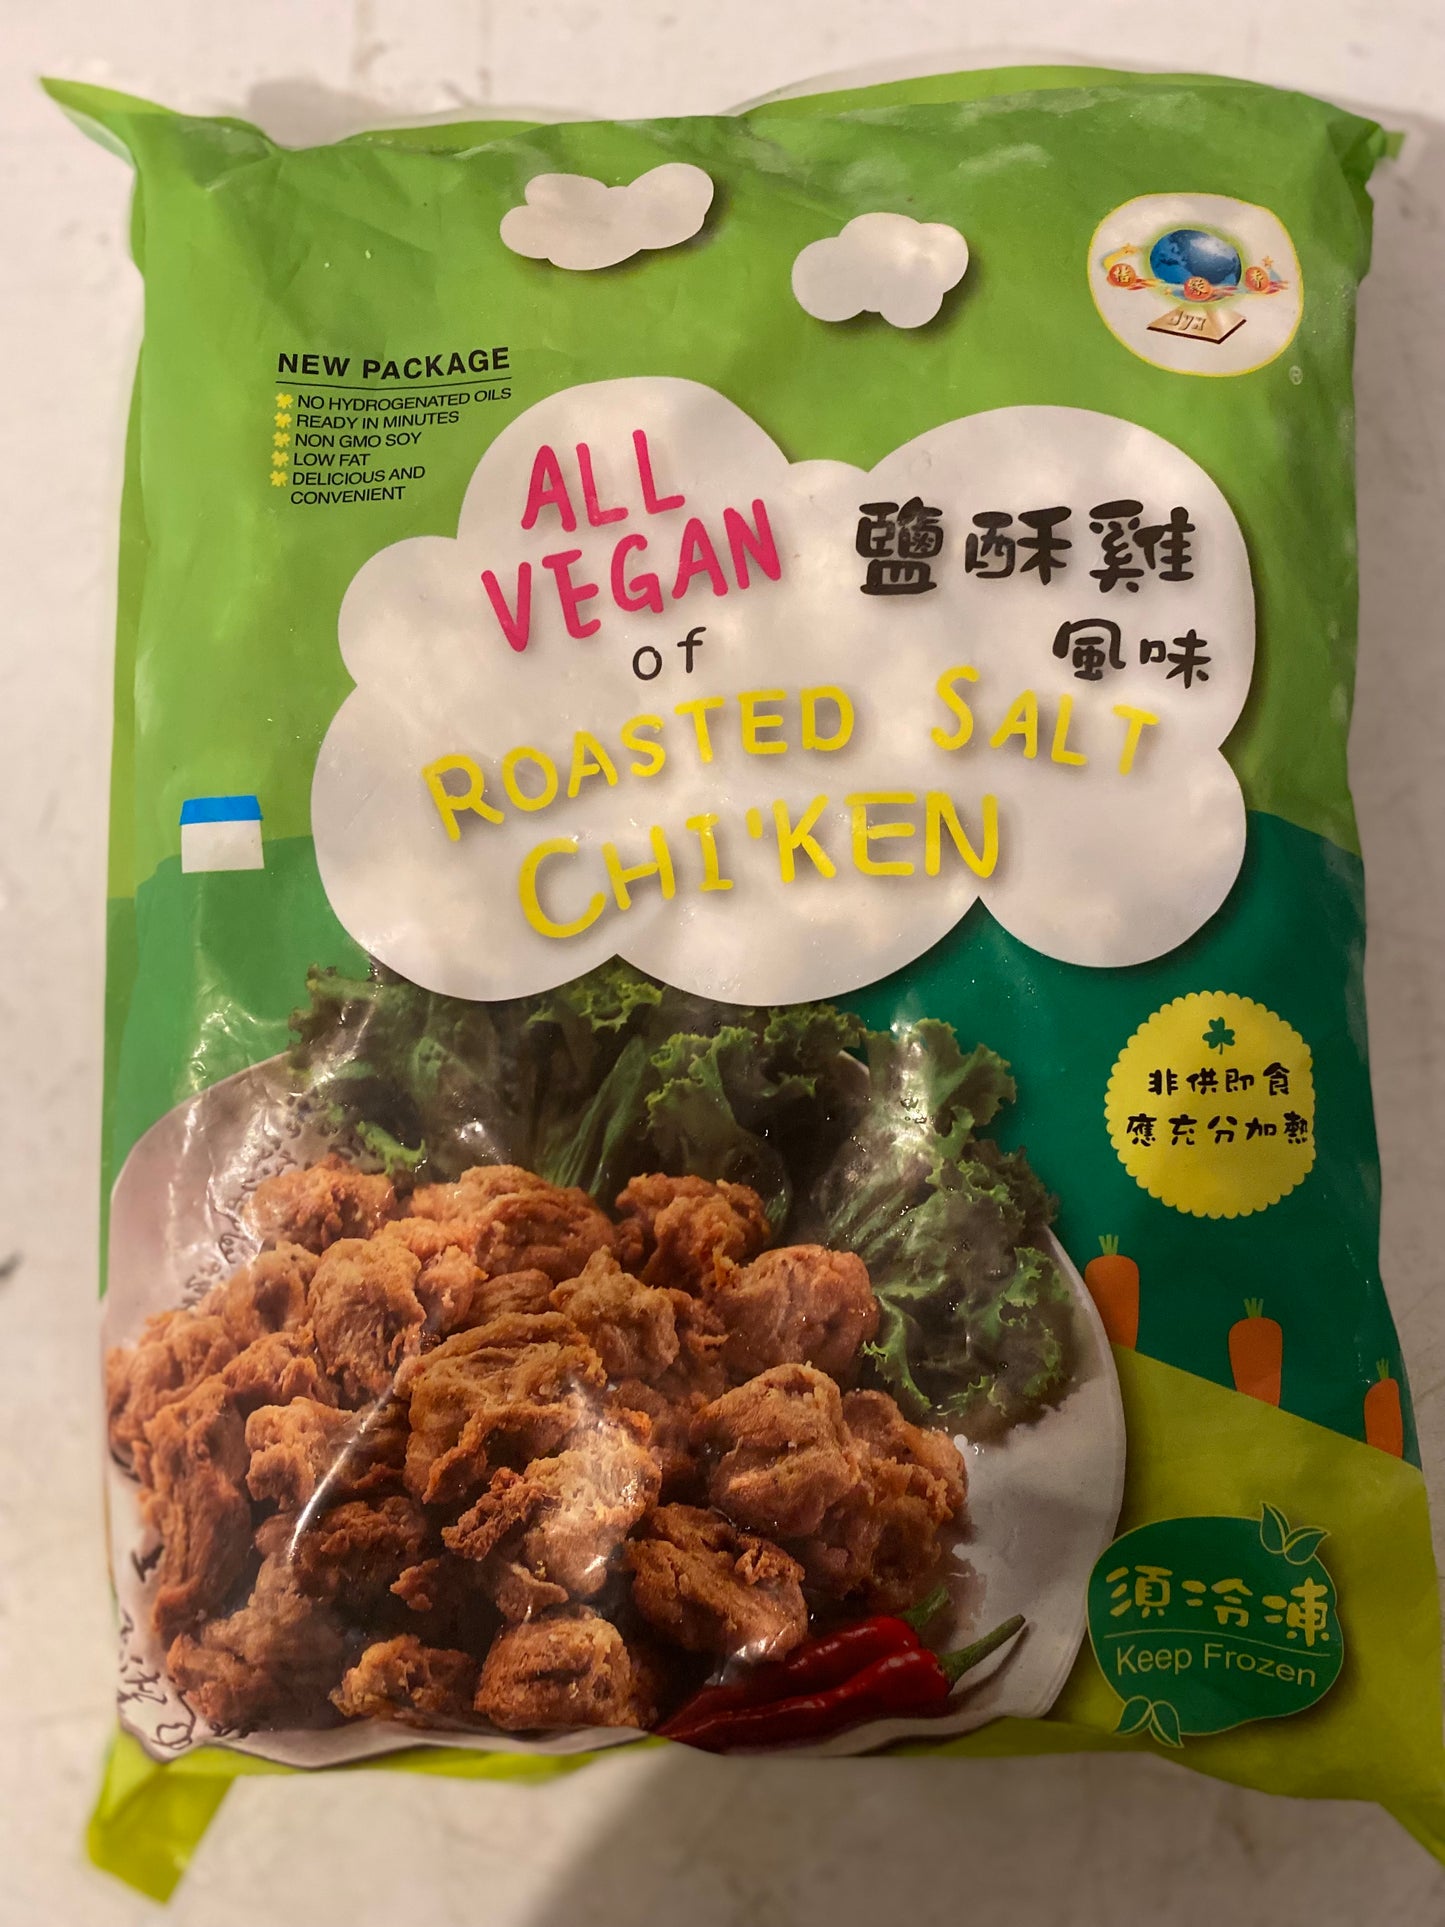 NEW PACKAGE
NO HYDROGENATED OILS
READY IN MINUTES
NON GMO SOY
LOW FAT
DELICIOUS AND
CONVENIENT
ALL
VEGAN
of
ROASTED SALT
CHI'KEN
鹽酥雞
風味
®
非供即食
應充分加熱
須冷凍
Keep Frozen